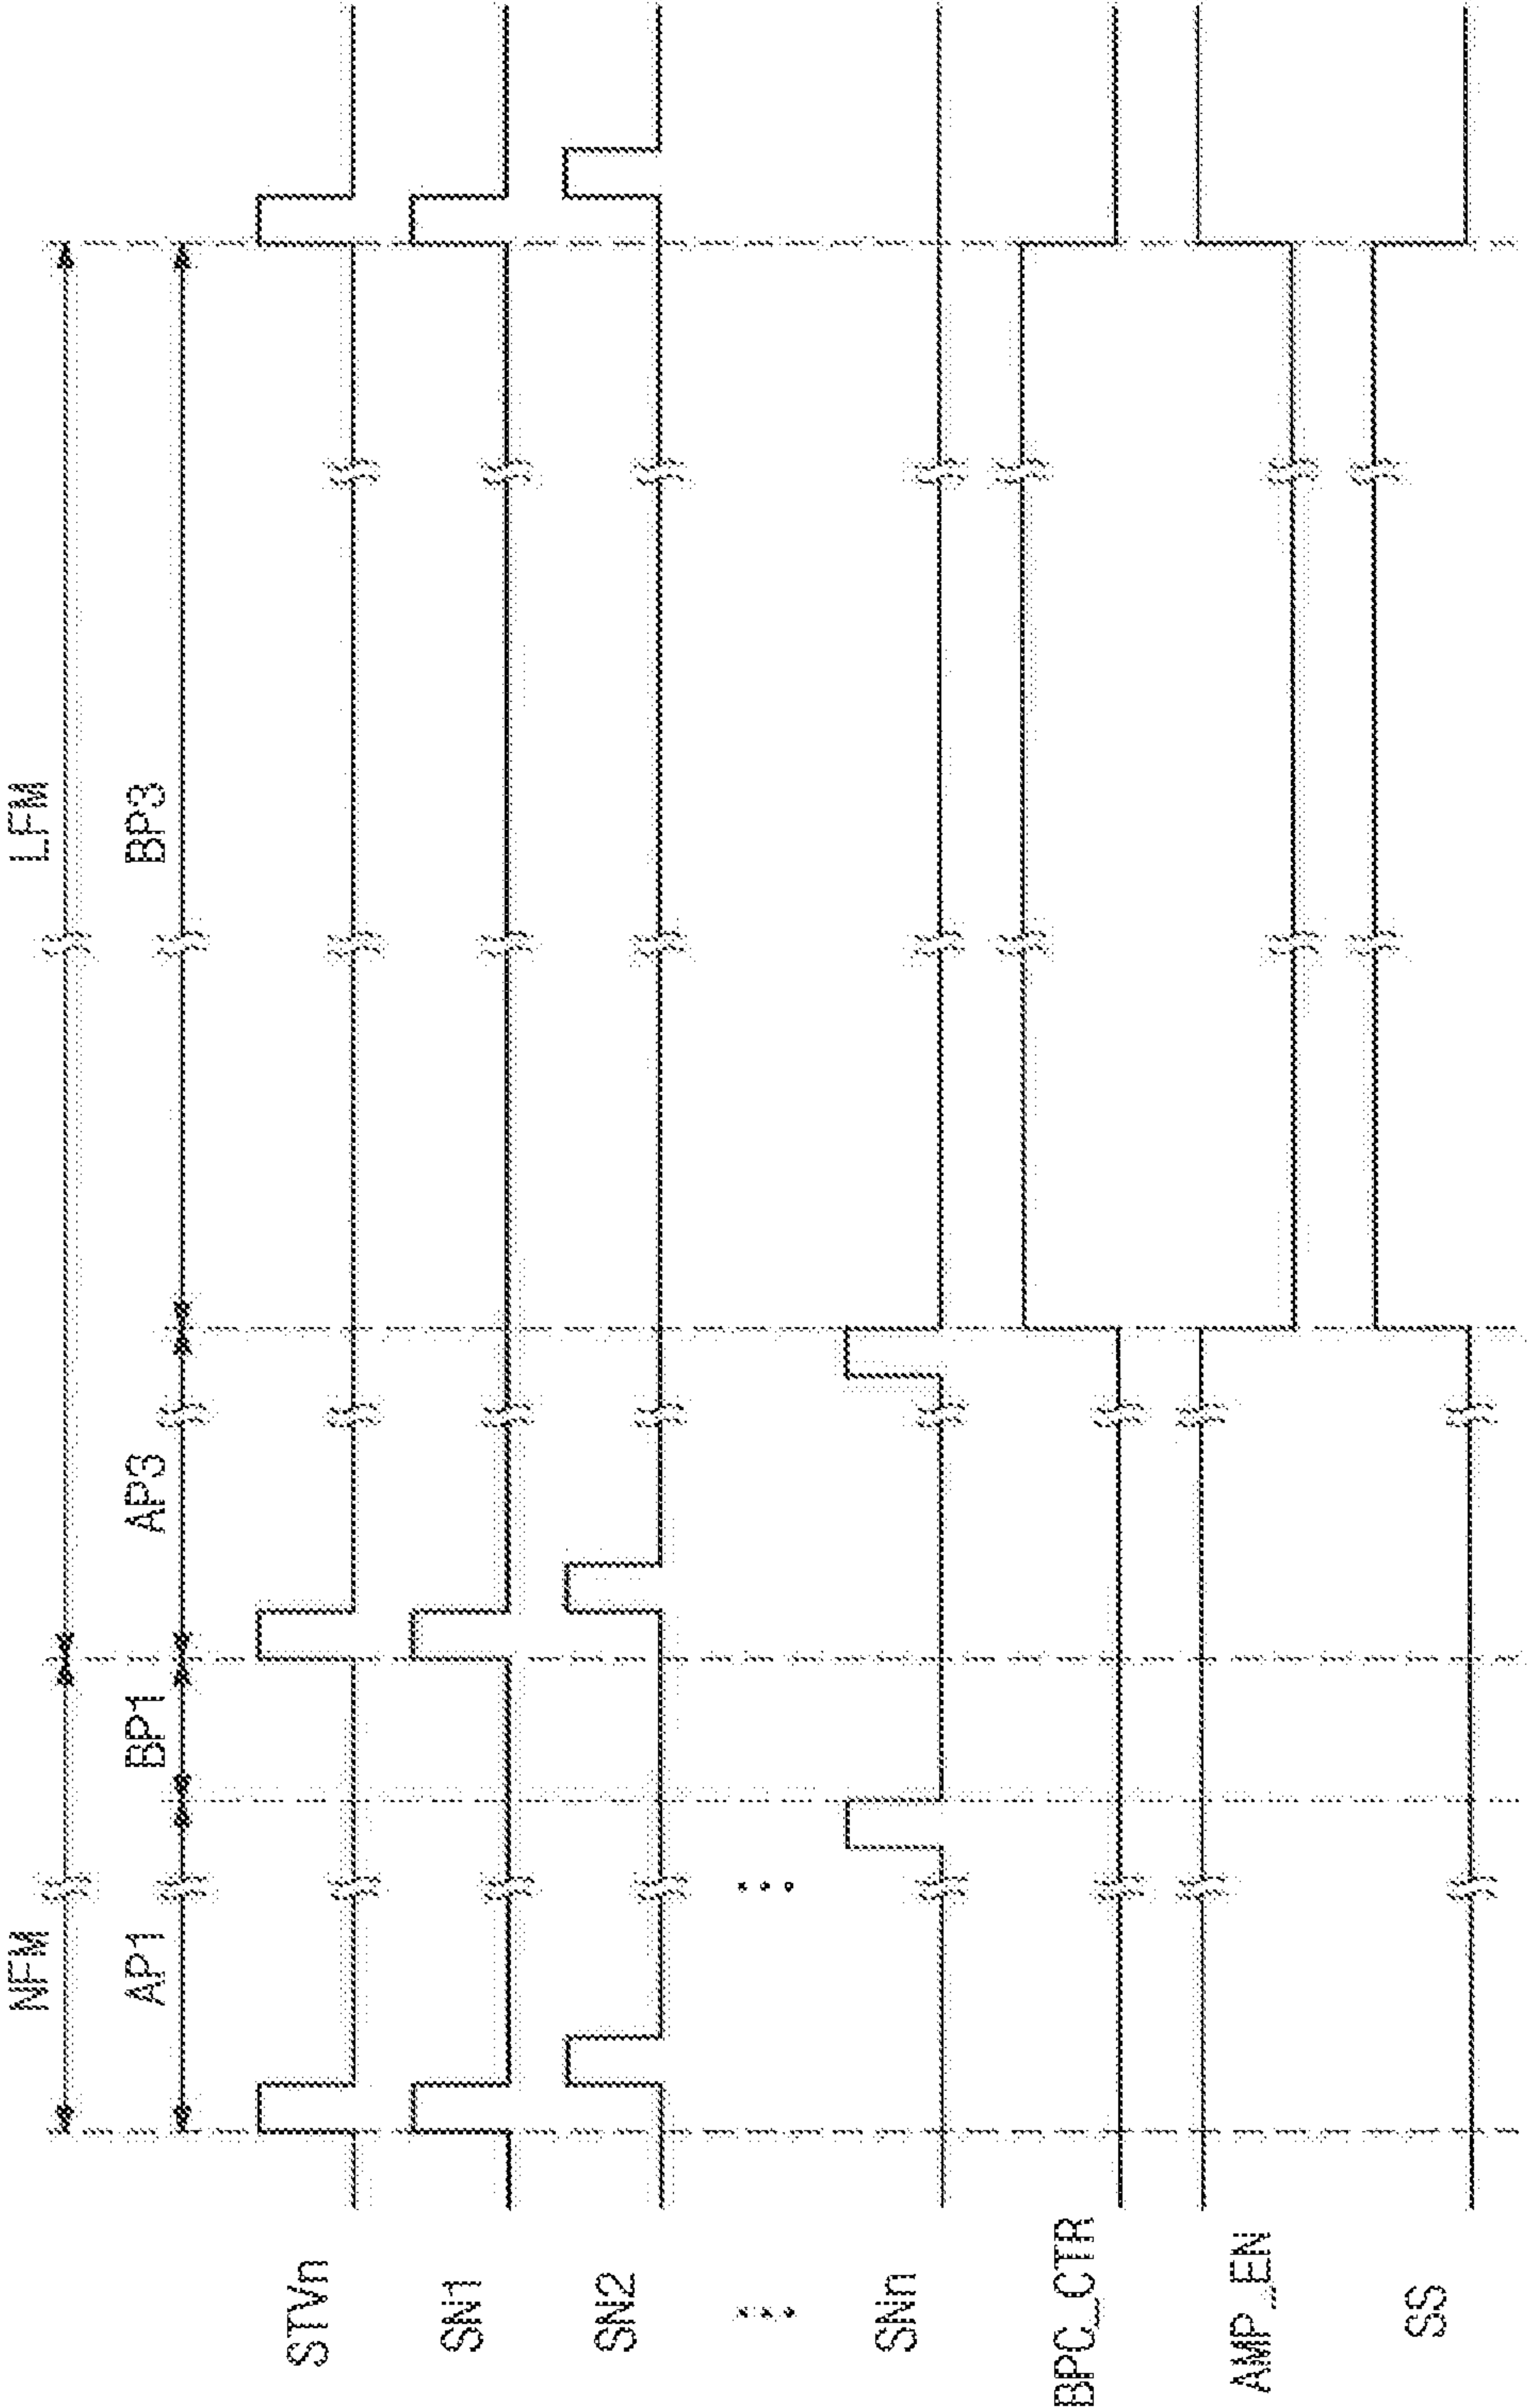 NFM LFM
AP1 BP1 AP3 BP3
STVn
SN1
SN2
SNn
BPC_CTR
AMP_EN
SS